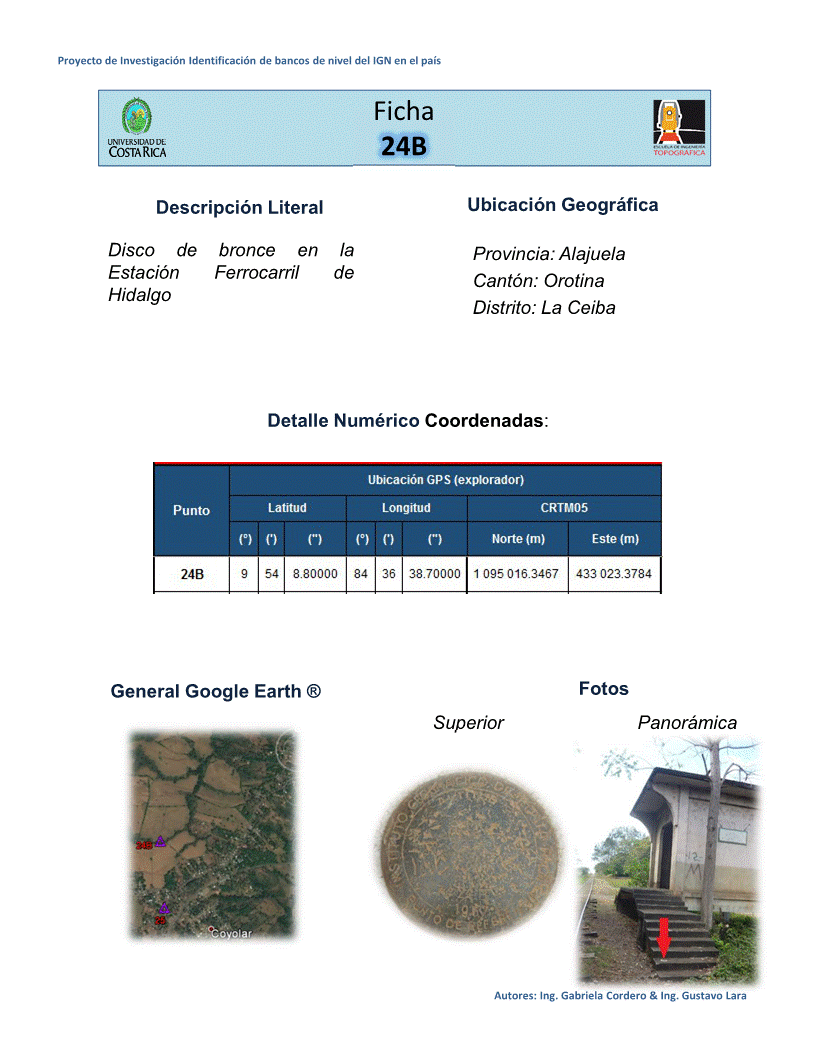 Proyecto de Investigación Identificación de bancos de nivel del IGN en el país
UNIVERSIDAD DE
COSTA RICA
Ficha
24B
ESCUELA DE INGENIERÍA
TOPOGRÁFICA
Descripción Literal
Disco de bronce en la
Estación Ferrocarril de
Hidalgo
Ubicación Geográfica
Provincia: Alajuela
Cantón: Orotina
Distrito: La Ceiba
Detalle Numérico Coordenadas:
Punto
Ubicación GPS (explorador)
Latitud Longitud CRTM05
(°) (') (") (°) (') (") Norte (m) Este (m)
24B 9 54 8.80000 84 36 38.70000 1 095 016.3467 433 023.3784
General Google Earth ®
24B
24
Coyolar
Fotos
Superior
INSTITUTO
Panorámica
Autores: Ing. Gabriela Cordero & Ing. Gustavo Lara